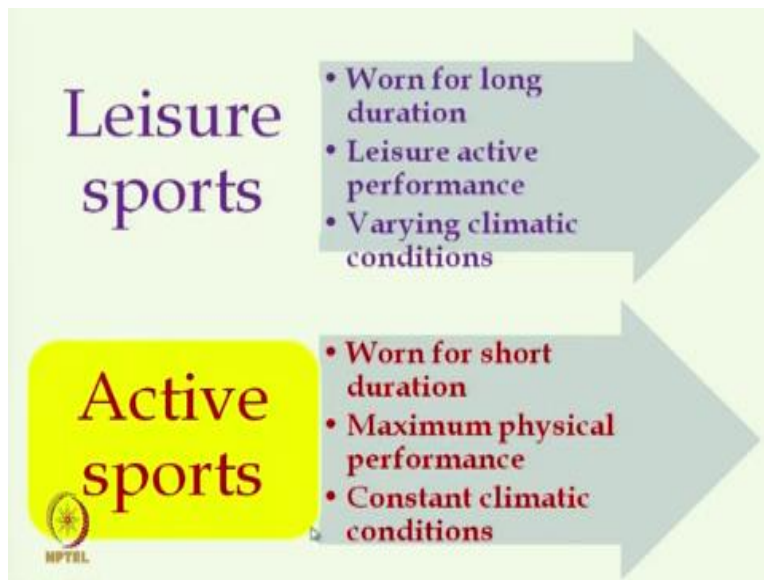 Leisure
sports
• Worn for long
duration
• Leisure active
performance
• Varying climatic
conditions
Active
sports
• Worn for short
duration
• Maximum physical
performance
• Constant climatic
conditions
NPTEL